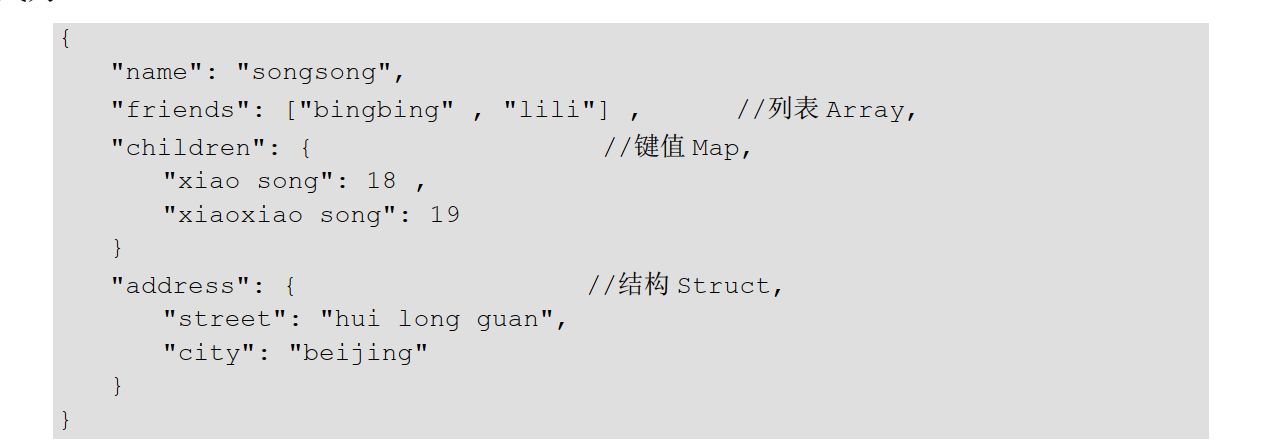 {
"name": "songsong",
"friends": ["bingbing" , "lili"] , //列表 Array,
"children": { //键值 Map,
"xiao song": 18 ,
"xiaoxiao song": 19
}
"address": { //结构 Struct,
"street": "hui long guan",
"city": "beijing"
}
}